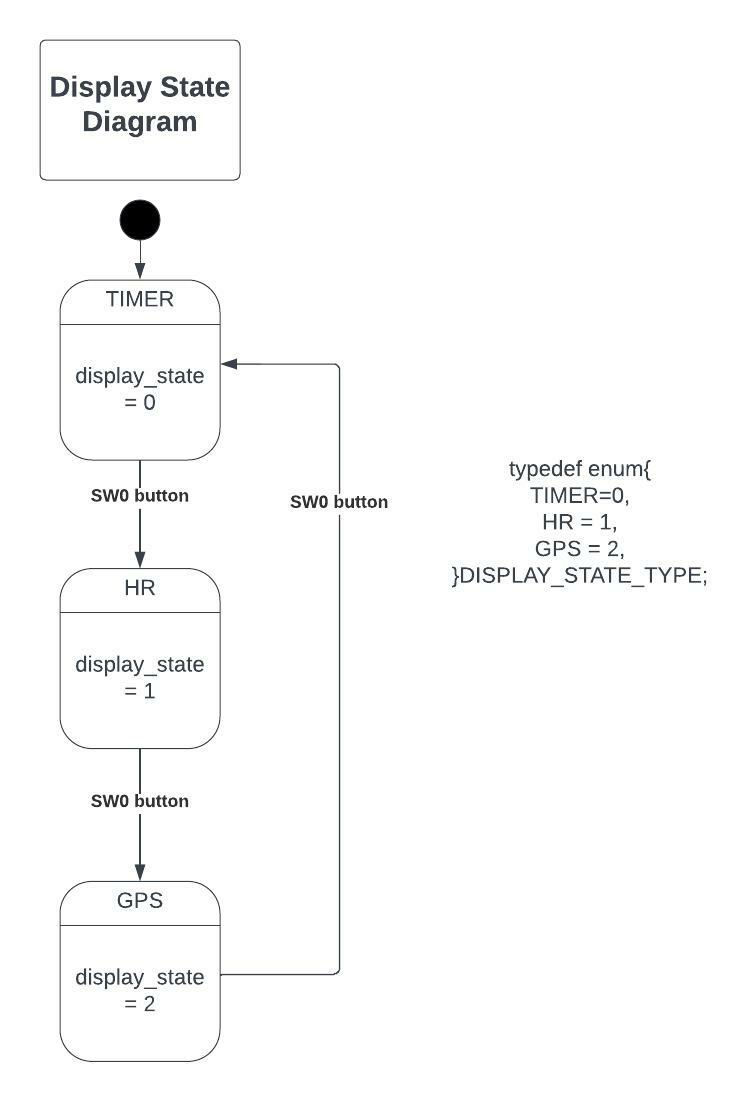 Display State
Diagram
TIMER
display_state
= 0
SW0 button
SW0 button
HR
display_state
= 1
SW0 button
GPS
display_state
= 2
typedef enum{
TIMER=0,
HR = 1,
GPS = 2,
}DISPLAY_STATE_TYPE;